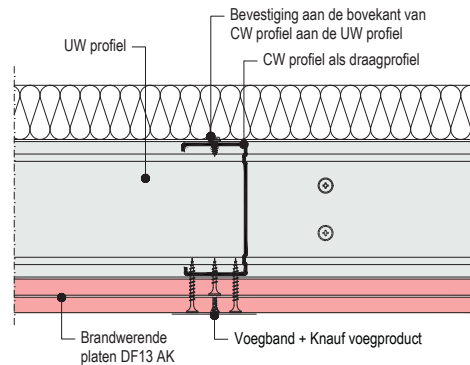 Bevestiging aan de bovekant van
CW profiel aan de UW profiel
UW profiel
CW profiel als draagprofiel
Brandwerende
platen DF13 AK
Voegband + Knauf voegproduct